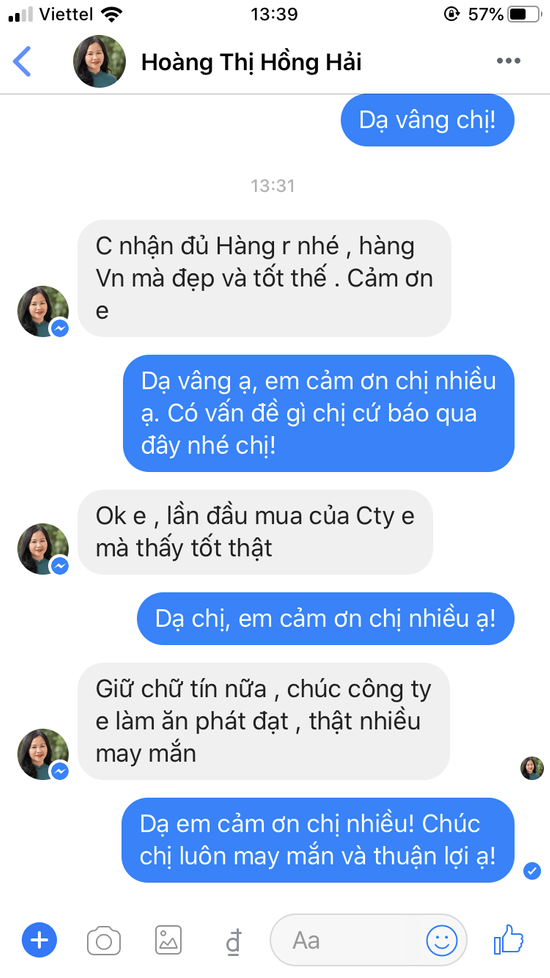 Viettel 13:39 57%
Hoàng Thị Hồng Hải
Dạ vâng chị!
13:31
C nhận đủ Hàng r nhé , hàng
Vn mà đẹp và tốt thế . Cảm ơn
e
Dạ vâng ạ, em cảm ơn chị nhiều
ạ. Có vấn đề gì chị cứ báo qua
đây nhé chị!
Ok e , lần đầu mua của Cty e
mà thấy tốt thật
Dạ chị, em cảm ơn chị nhiều ạ!
Giữ chữ tín nữa , chúc công ty
e làm ăn phát đạt , thật nhiều
may mắn
Dạ em cảm ơn chị nhiều! Chúc
chị luôn may mắn và thuận lợi ạ!
₫ Aa